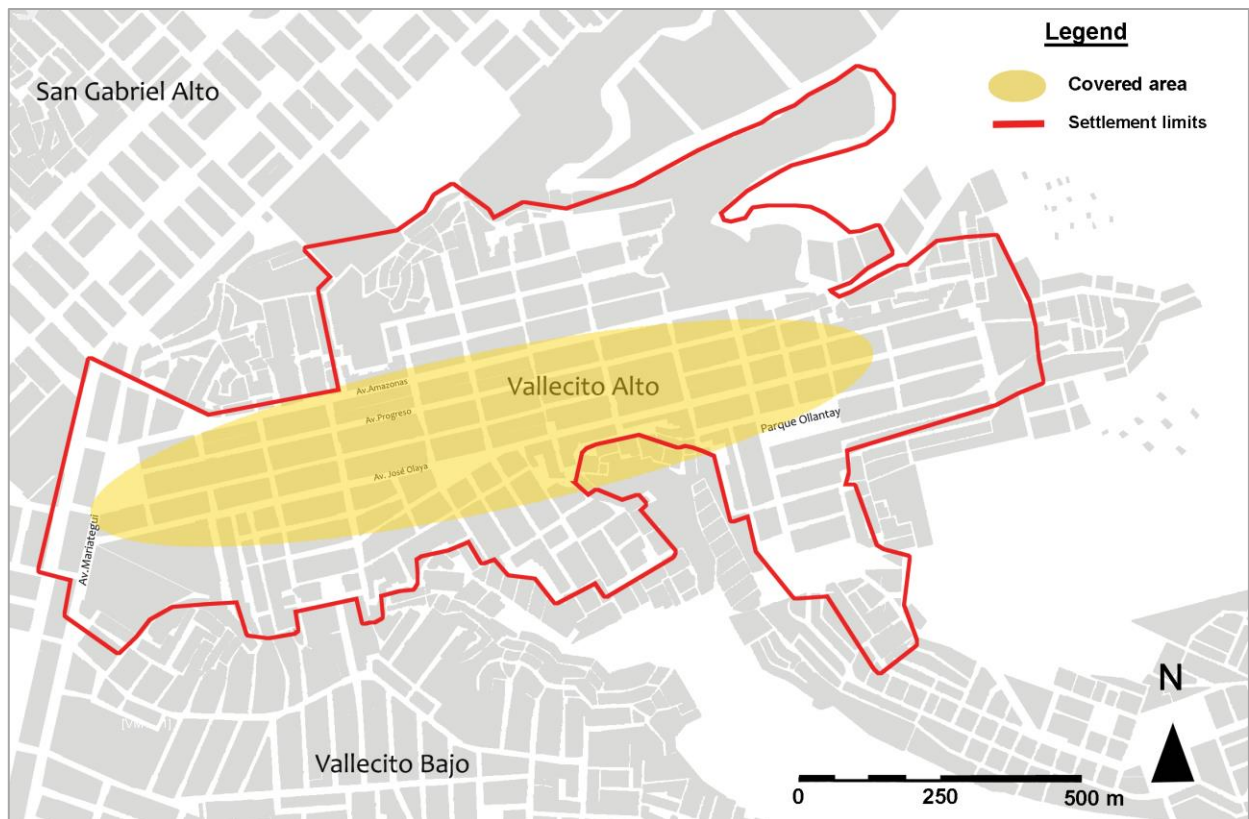 Legend
Covered area
Settlement limits
San Gabriel Alto
Av.Amazonas
Vallecito Alto
Av.Progreso
Parque Ollantay
Av. José Olaya
Av.Mariategui
Vallecito Bajo
N
0 250 500 m